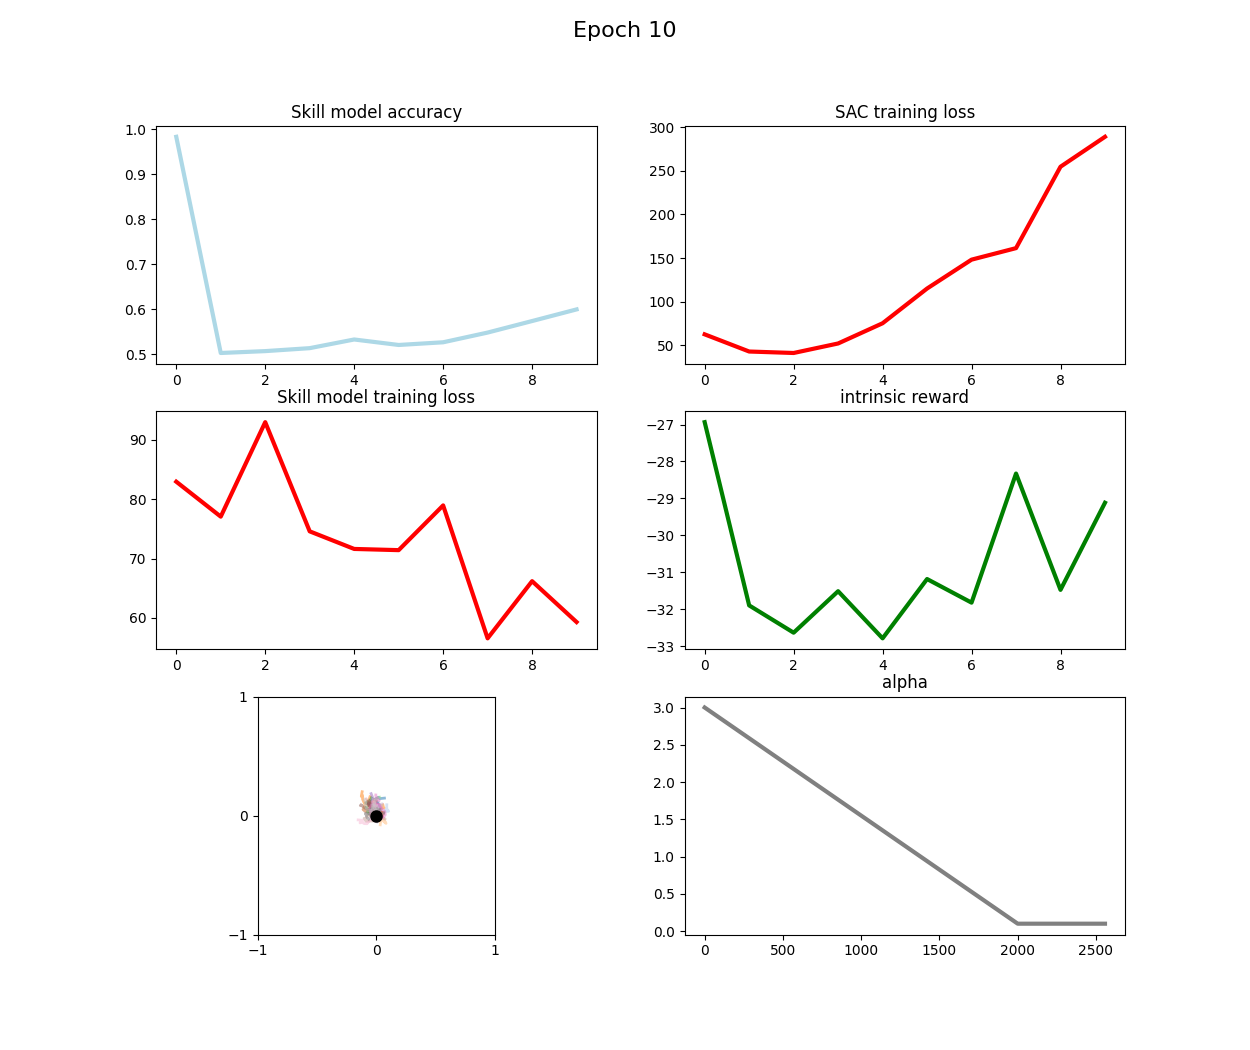 Epoch 10
Skill model accuracy
1.0
0.9
0.8
0.7
0.6
0.5
0 2 4 6 8
SAC training loss
300
250
200
150
100
50
0 2 4 6 8
Skill model training loss
90
80
70
60
0 2 4 6 8
intrinsic reward
−27
−28
−29
−30
−31
−32
−33
0 2 4 6 8
1
0
−1
−1 0 1
alpha
3.0
2.5
2.0
1.5
1.0
0.5
0.0
0 500 1000 1500 2000 2500